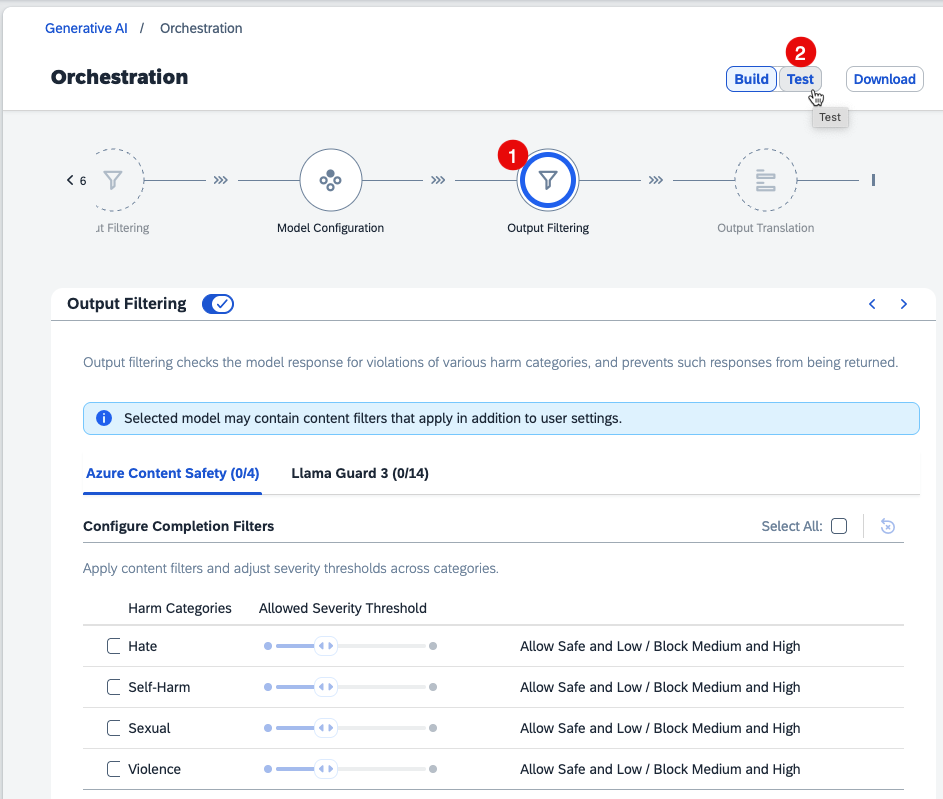 Generative AI / Orchestration
2
Orchestration
Build Test Download
Test
1
6
ut Filtering Model Configuration Output Filtering Output Translation
Output Filtering
Output filtering checks the model response for violations of various harm categories, and prevents such responses from being returned.
Selected model may contain content filters that apply in addition to user settings.
Azure Content Safety (0/4) Llama Guard 3 (0/14)
Configure Completion Filters Select All:
Apply content filters and adjust severity thresholds across categories.
Harm Categories Allowed Severity Threshold
Hate Allow Safe and Low / Block Medium and High
Self-Harm Allow Safe and Low / Block Medium and High
Sexual Allow Safe and Low / Block Medium and High
Violence Allow Safe and Low / Block Medium and High